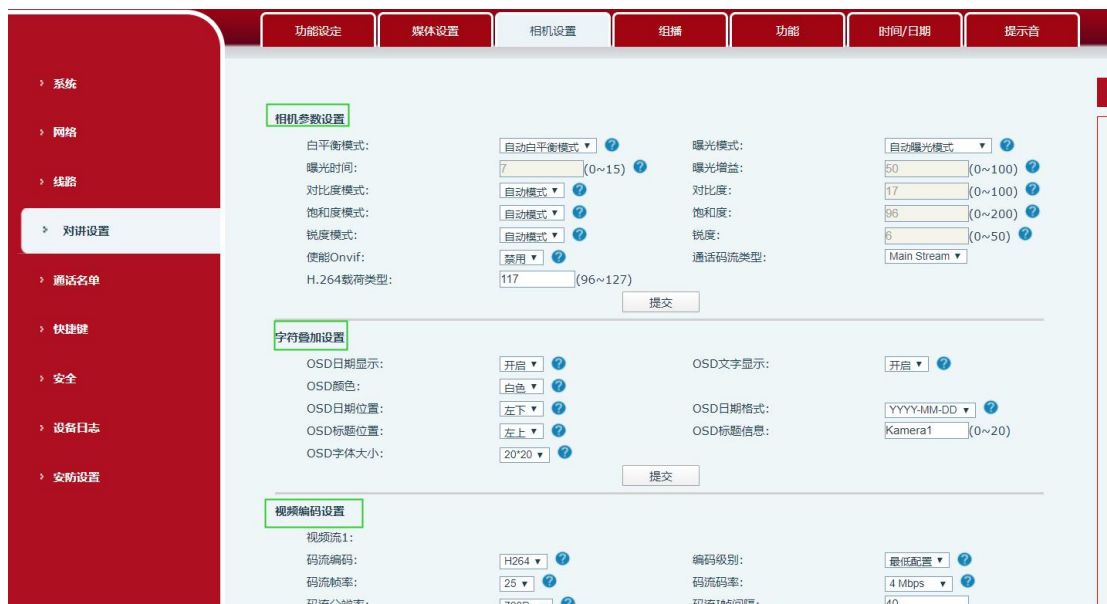 功能设定 媒体设置 相机设置 组播 功能 时间/日期 提示音
› 系统
› 网络
› 线路
› 对讲设置
› 通话名单
› 快捷键
› 安全
› 设备日志
› 安防设置
相机参数设置
白平衡模式: 自动白平衡模式 曝光模式: 自动曝光模式
曝光时间: 7 (0~15) 曝光增益: 50 (0~100)
对比度模式: 自动模式 对比度: 17 (0~100)
饱和度模式: 自动模式 饱和度: 96 (0~200)
锐度模式: 自动模式 锐度: 6 (0~50)
使能Onvif: 禁用 通话码流类型: Main Stream
H.264载荷类型: 117 (96~127)
提交
字符叠加设置
OSD日期显示: 开启 OSD文字显示: 开启
OSD颜色: 白色
OSD日期位置: 左下 OSD日期格式: YYYY-MM-DD
OSD标题位置: 左上 OSD标题信息: Kamera1 (0~20)
OSD字体大小: 20*20
提交
视频编码设置
视频流1:
码流编码: H264 编码级别: 最低配置
码流帧率: 25 码流码率: 4 Mbps
码流分辨率: 720P 码流I帧间隔: 40